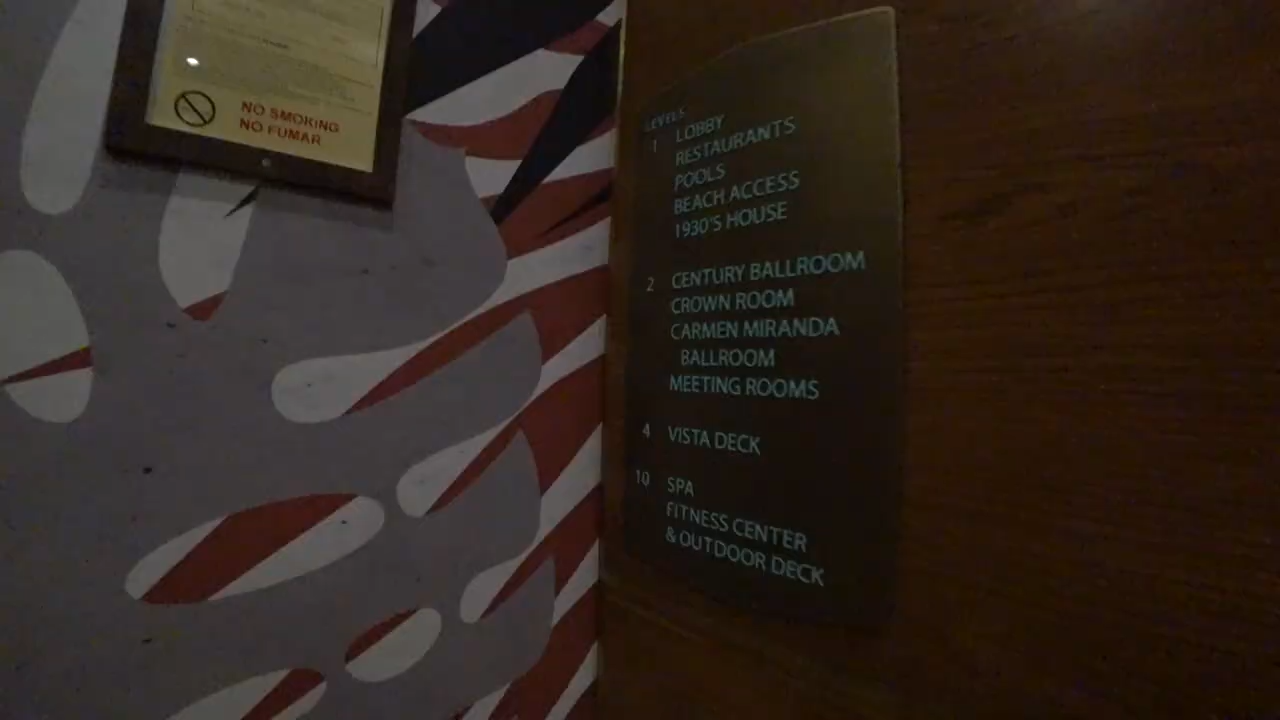 NO SMOKING
NO FUMAR
LEVELS
1 LOBBY
RESTAURANTS
POOLS
BEACH ACCESS
1930'S HOUSE
2 CENTURY BALLROOM
CROWN ROOM
CARMEN MIRANDA
BALLROOM
MEETING ROOMS
4 VISTA DECK
10 SPA
FITNESS CENTER
& OUTDOOR DECK